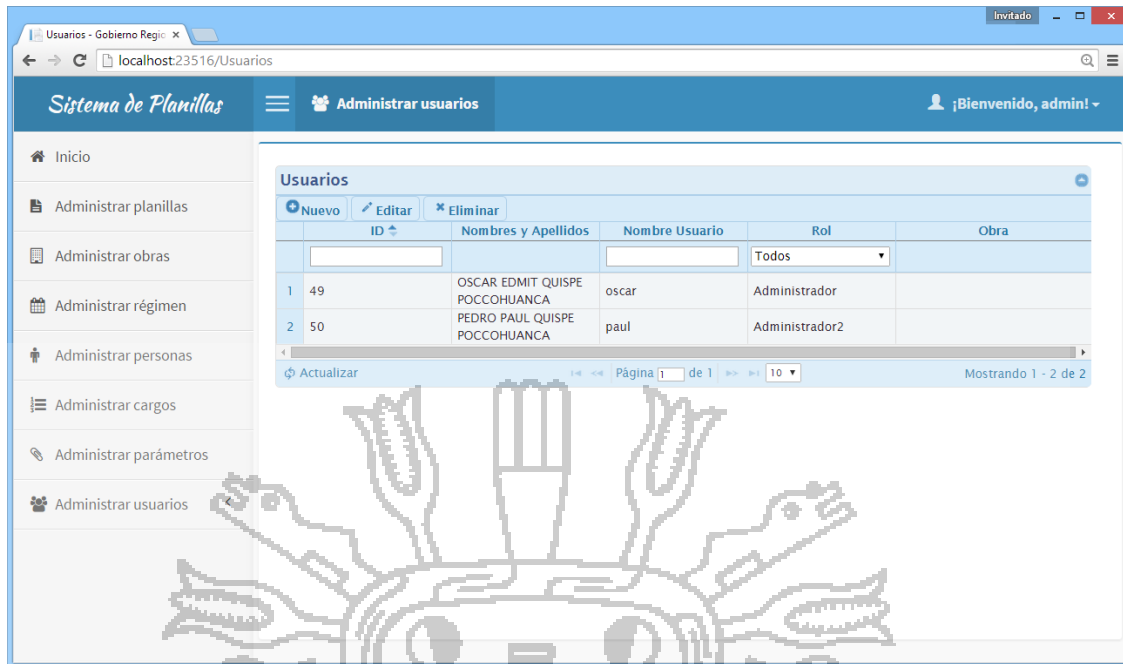 Invitado
Usuarios - Gobierno Regio
localhost:23516/Usuarios
Sistema de Planillas
Administrar usuarios
¡Bienvenido, admin!
Inicio
Administrar planillas
Administrar obras
Administrar régimen
Administrar personas
Administrar cargos
Administrar parámetros
Administrar usuarios
Usuarios
Nuevo Editar Eliminar
ID Nombres y Apellidos Nombre Usuario Rol Obra
Todos
1 49 OSCAR EDMIT QUISPE POCCOHUANCA oscar Administrador
2 50 PEDRO PAUL QUISPE POCCOHUANCA paul Administrador2
Actualizar Página 1 de 1 10 Mostrando 1 - 2 de 2